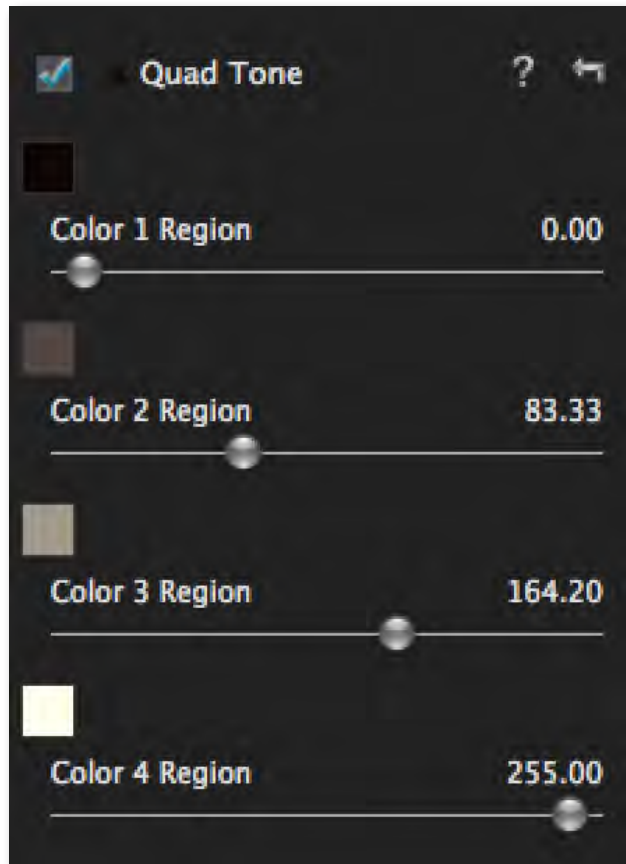 Quad Tone ?
Color 1 Region 0.00
Color 2 Region 83.33
Color 3 Region 164.20
Color 4 Region 255.00